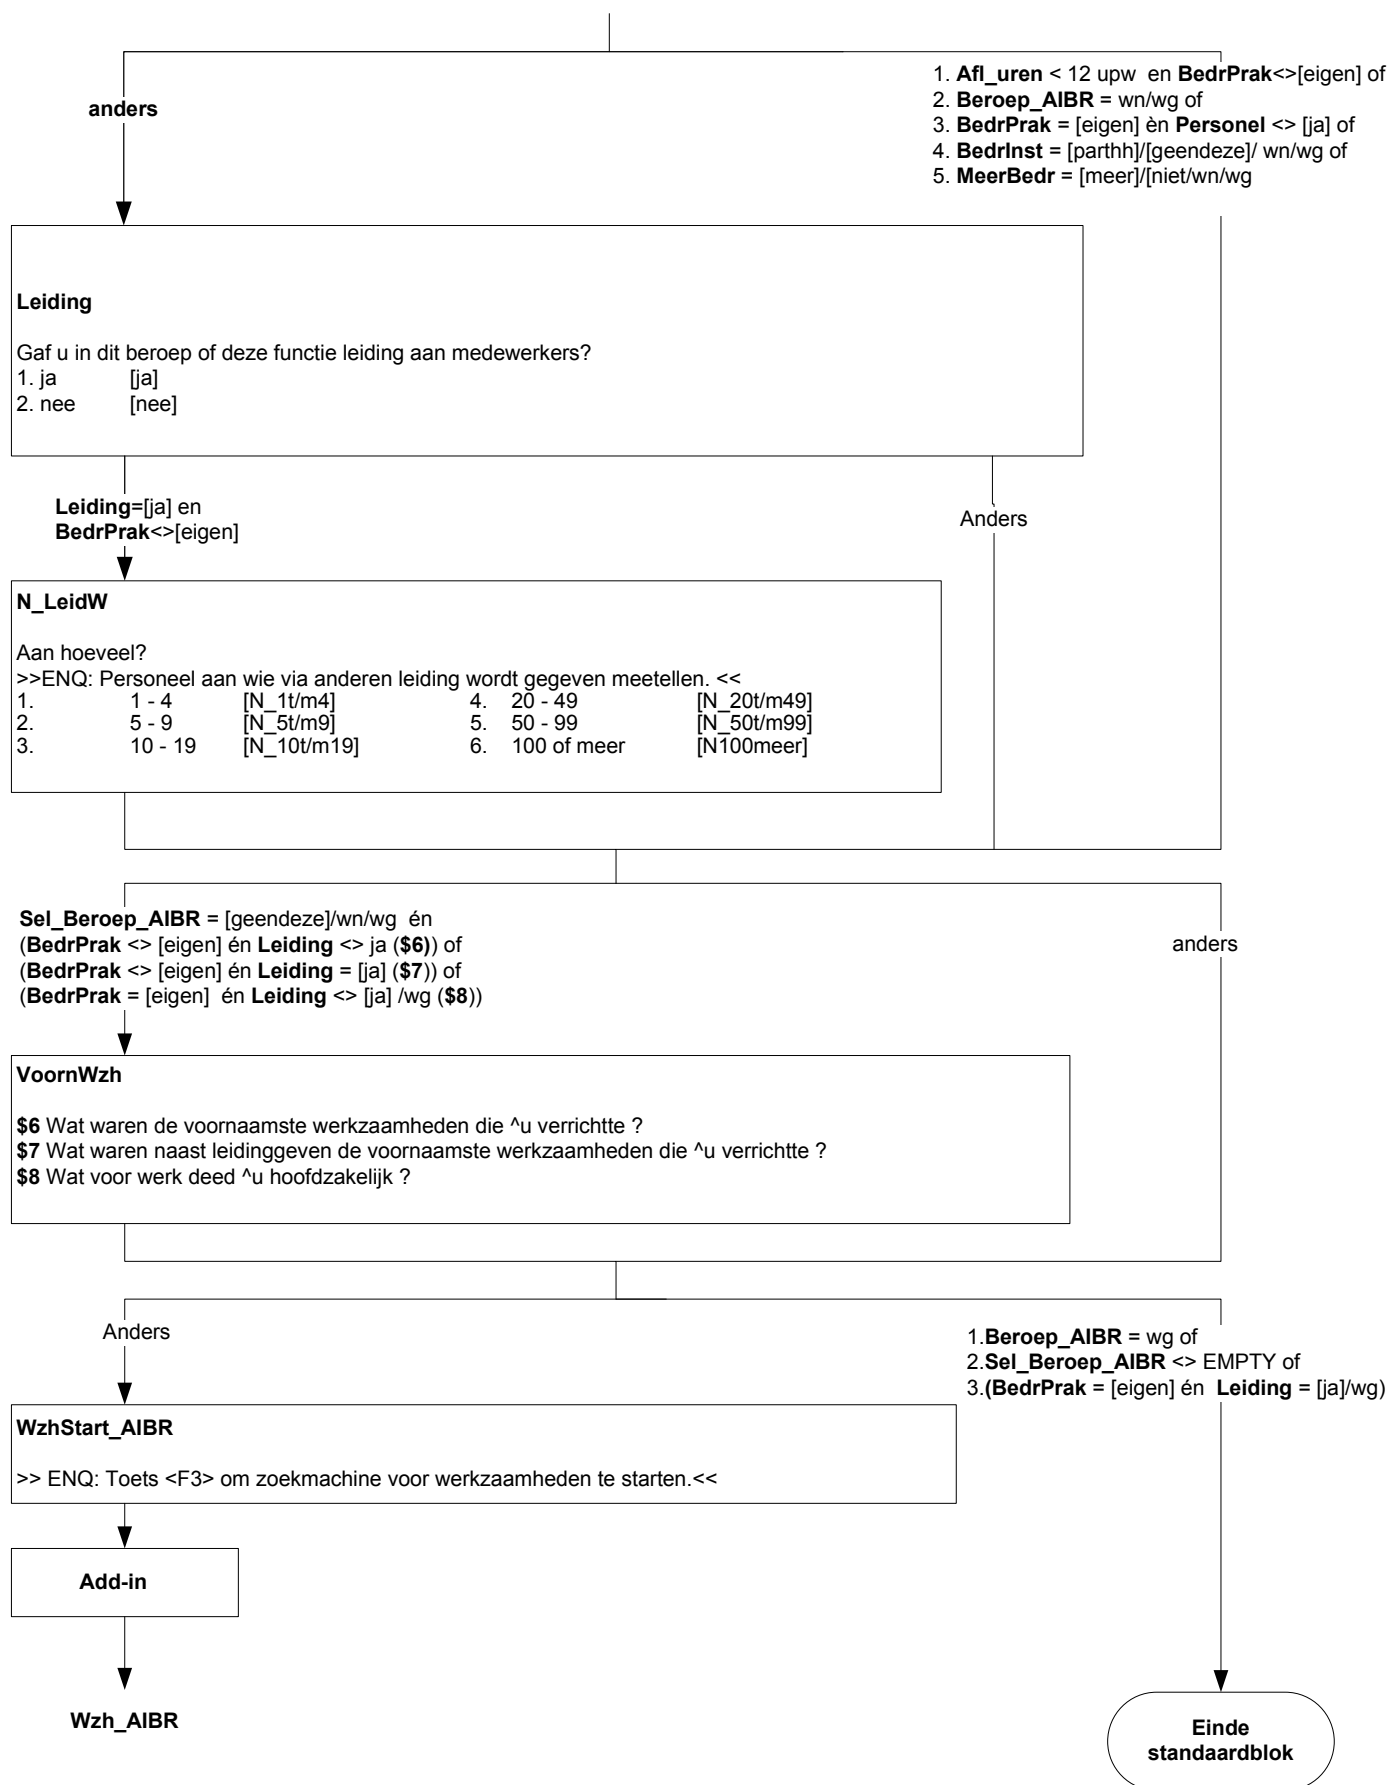 anders
1. Afl_uren < 12 upw en BedrPrak<>[eigen] of
2. Beroep_AIBR = wn/wg of
3. BedrPrak = [eigen] èn Personel <> [ja] of
4. BedrInst = [parthh]/[geendeze]/ wn/wg of
5. MeerBedr = [meer]/[niet/wn/wg
Leiding
Gaf u in dit beroep of deze functie leiding aan medewerkers?
1. ja [ja]
2. nee [nee]
Leiding=[ja] en
BedrPrak<>[eigen]
Anders
N_LeidW
Aan hoeveel?
>>ENQ: Personeel aan wie via anderen leiding wordt gegeven meetellen. <<
1. 1 - 4 [N_1t/m4] 4. 20 - 49 [N_20t/m49]
2. 5 - 9 [N_5t/m9] 5. 50 - 99 [N_50t/m99]
3. 10 - 19 [N_10t/m19] 6. 100 of meer [N100meer]
Sel_Beroep_AIBR = [geendeze]/wn/wg én
(BedrPrak <> [eigen] én Leiding <> ja ($6)) of
(BedrPrak <> [eigen] én Leiding = [ja] ($7)) of
(BedrPrak = [eigen] én Leiding <> [ja] /wg ($8))
anders
VoornWzh
$6 Wat waren de voornaamste werkzaamheden die ^u verrichtte ?
$7 Wat waren naast leidinggeven de voornaamste werkzaamheden die ^u verrichtte ?
$8 Wat voor werk deed ^u hoofdzakelijk ?
Anders
1.Beroep_AIBR = wg of
2.Sel_Beroep_AIBR <> EMPTY of
3.(BedrPrak = [eigen] én Leiding = [ja]/wg)
WzhStart_AIBR
>> ENQ: Toets <F3> om zoekmachine voor werkzaamheden te starten.<<
Add-in
Wzh_AIBR
Einde
standaardblok